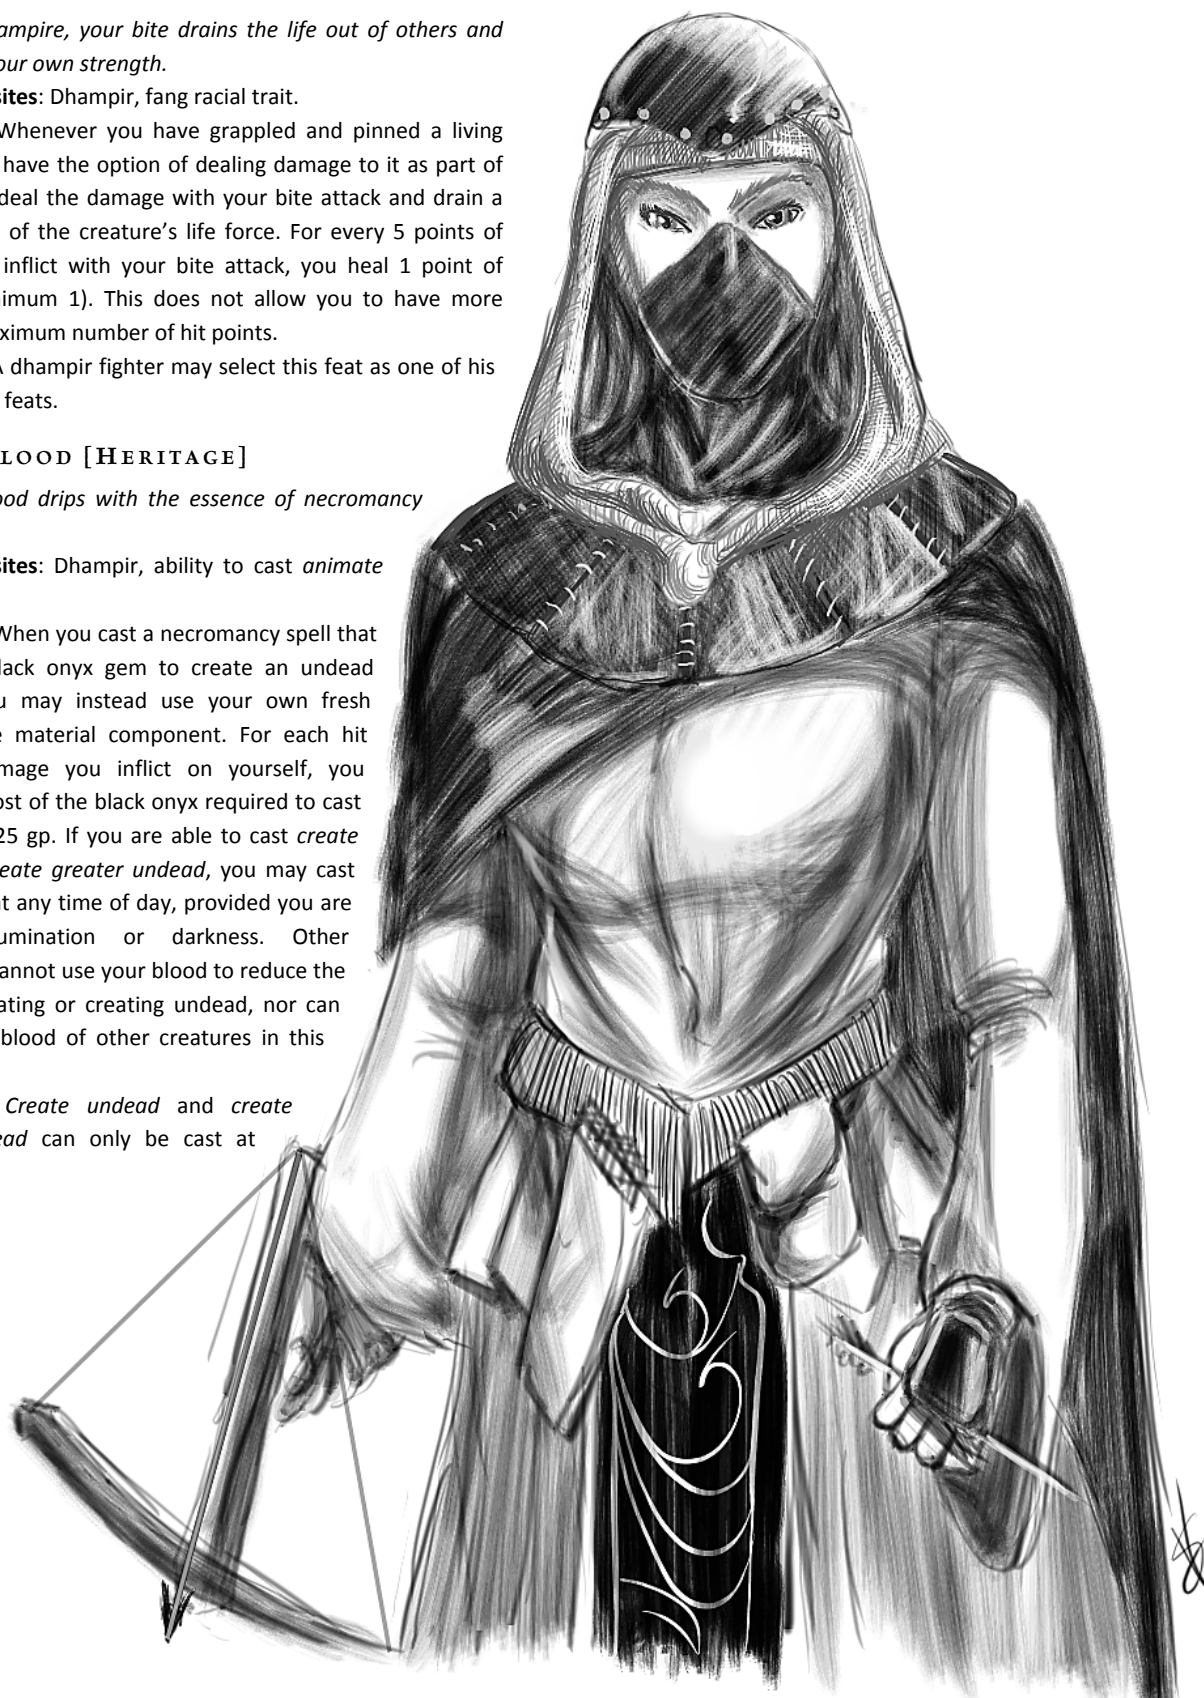 ampire, your bite drains the life out of others and
our own strength.
sites: Dhampir, fang racial trait.
Whenever you have grappled and pinned a living
have the option of dealing damage to it as part of
deal the damage with your bite attack and drain a
of the creature's life force. For every 5 points of
inflict with your bite attack, you heal 1 point of
nimum 1). This does not allow you to have more
ximum number of hit points.
A dhampir fighter may select this feat as one of his
feats.
LOOD [HERITAGE]
ood drips with the essence of necromancy
sites: Dhampir, ability to cast animate
When you cast a necromancy spell that
lack onyx gem to create an undead
u may instead use your own fresh
e material component. For each hit
mage you inflict on yourself, you
ost of the black onyx required to cast
25 gp. If you are able to cast create
eate greater undead, you may cast
at any time of day, provided you are
umination or darkness. Other
annot use your blood to reduce the
ating or creating undead, nor can
blood of other creatures in this
Create undead and create
ead can only be cast at